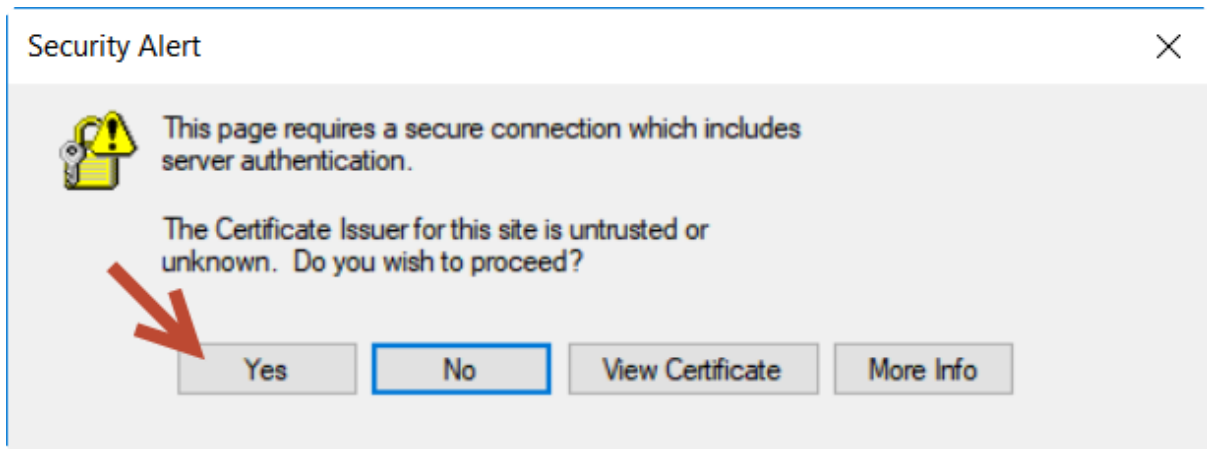 Security Alert
This page requires a secure connection which includes
server authentication.
The Certificate Issuer for this site is untrusted or
unknown.  Do you wish to proceed?
Yes
No
View Certificate
More Info